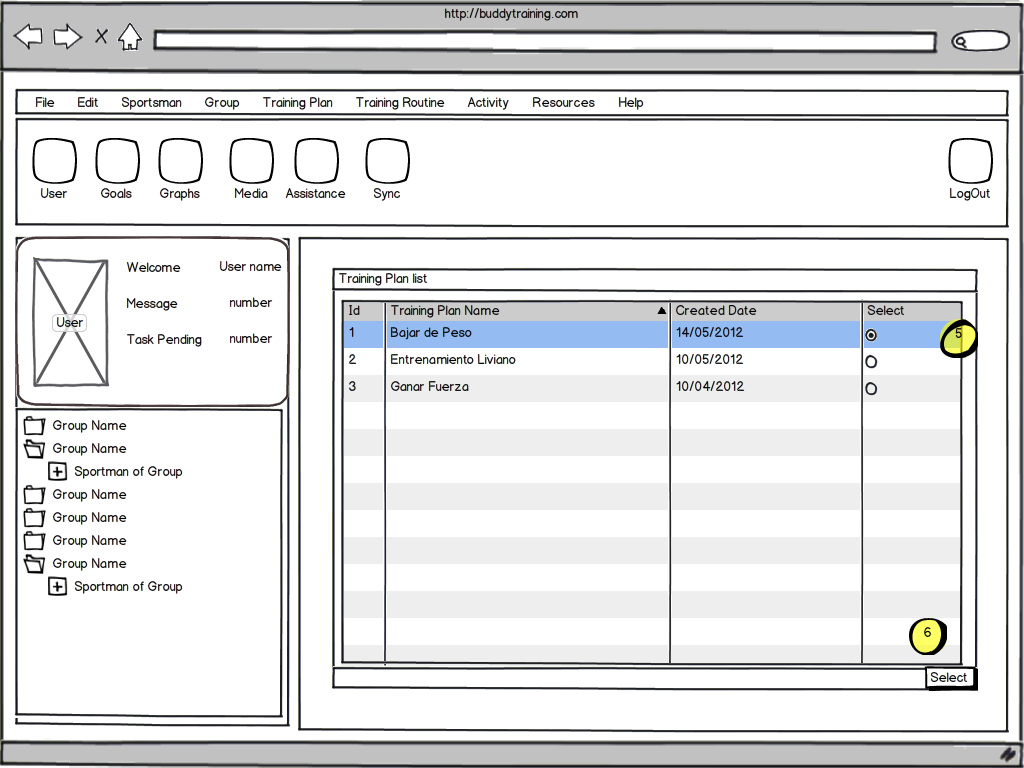 http://buddytraining.com
File Edit Sportsman Group Training Plan Training Routine Activity Resources Help
User Goals Graphs Media Assistance Sync LogOut
User
Welcome User name
Message number
Task Pending number
Group Name
Group Name
Sportman of Group
Group Name
Group Name
Group Name
Group Name
Sportman of Group
Training Plan list
Id Training Plan Name Created Date Select
1 Bajar de Peso 14/05/2012 5
2 Entrenamiento Liviano 10/05/2012
3 Ganar Fuerza 10/04/2012
6
Select